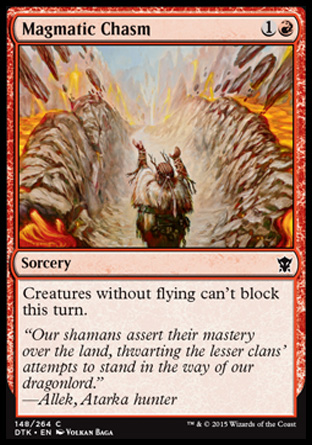 Magmatic Chasm 1
Sorcery
Creatures without flying can't block
this turn.
"Our shamans assert their mastery
over the land, thwarting the lesser clans'
attempts to stand in the way of our
dragonlord."
—Allek, Atarka hunter
148/264 C
DTK • EN Volkan Baga ™ & © 2015 Wizards of the Coast